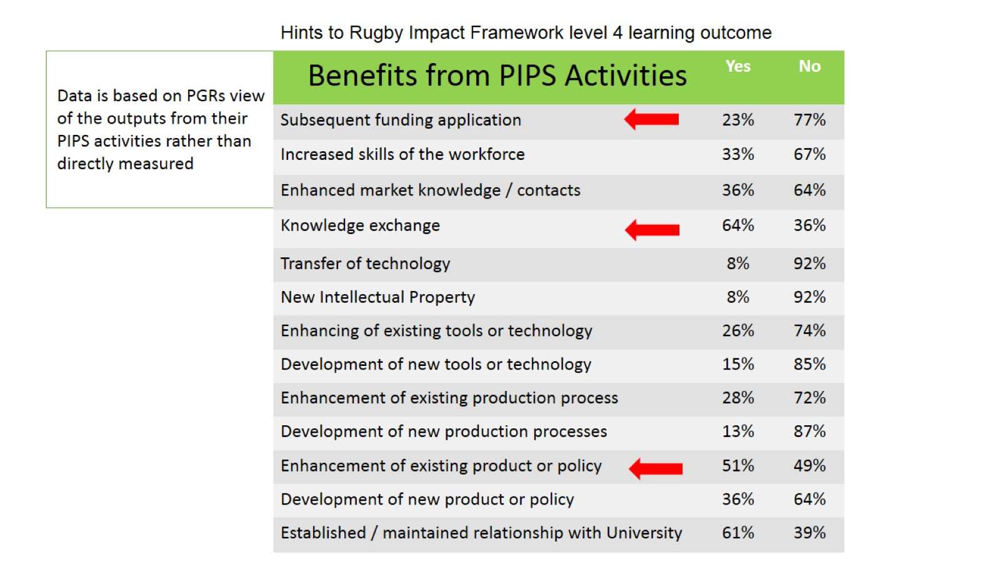 Hints to Rugby Impact Framework level 4 learning outcome
Data is based on PGRs view
of the outputs from their
PIPS activities rather than
directly measured
Benefits from PIPS Activities Yes No
Subsequent funding application 23% 77%
Increased skills of the workforce 33% 67%
Enhanced market knowledge / contacts 36% 64%
Knowledge exchange 64% 36%
Transfer of technology 8% 92%
New Intellectual Property 8% 92%
Enhancing of existing tools or technology 26% 74%
Development of new tools or technology 15% 85%
Enhancement of existing production process 28% 72%
Development of new production processes 13% 87%
Enhancement of existing product or policy 51% 49%
Development of new product or policy 36% 64%
Established / maintained relationship with University 61% 39%